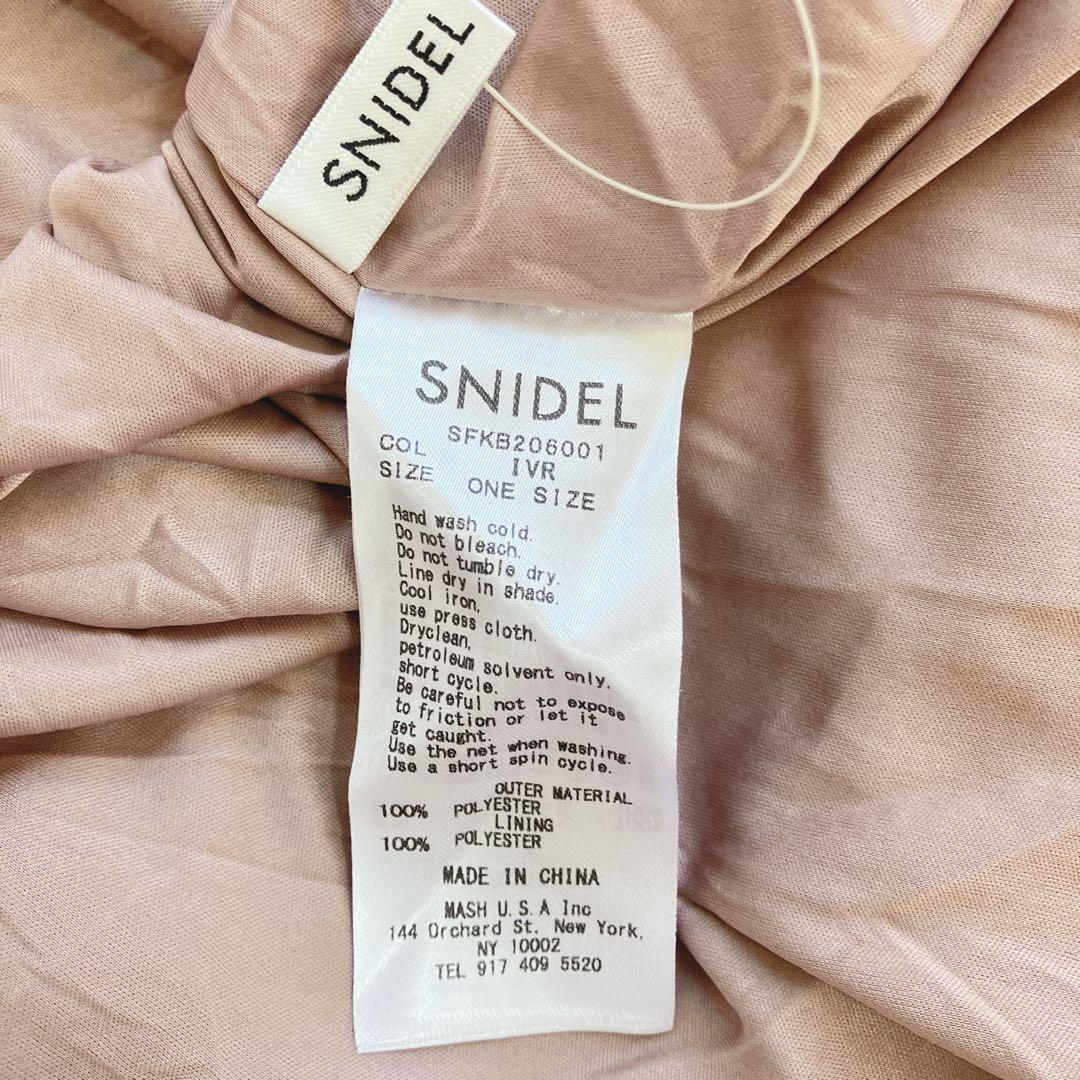 SNIDEL
SNIDEL
SFKB206001
COL IVR
SIZE ONE SIZE
Hand wash cold.
Do not bleach.
Do not tumble dry.
Line dry in shade.
Cool iron,
use press cloth.
Dryclean,
petroleum solvent only,
short cycle.
Be careful not to expose
to friction or let it
get caught.
Use the net when washing.
Use a short spin cycle.
OUTER MATERIAL
100% POLYESTER
LINING
100% POLYESTER
MADE IN CHINA
MASH U.S.A Inc
144 Orchard St. New York,
NY 10002
TEL 917 409 5520